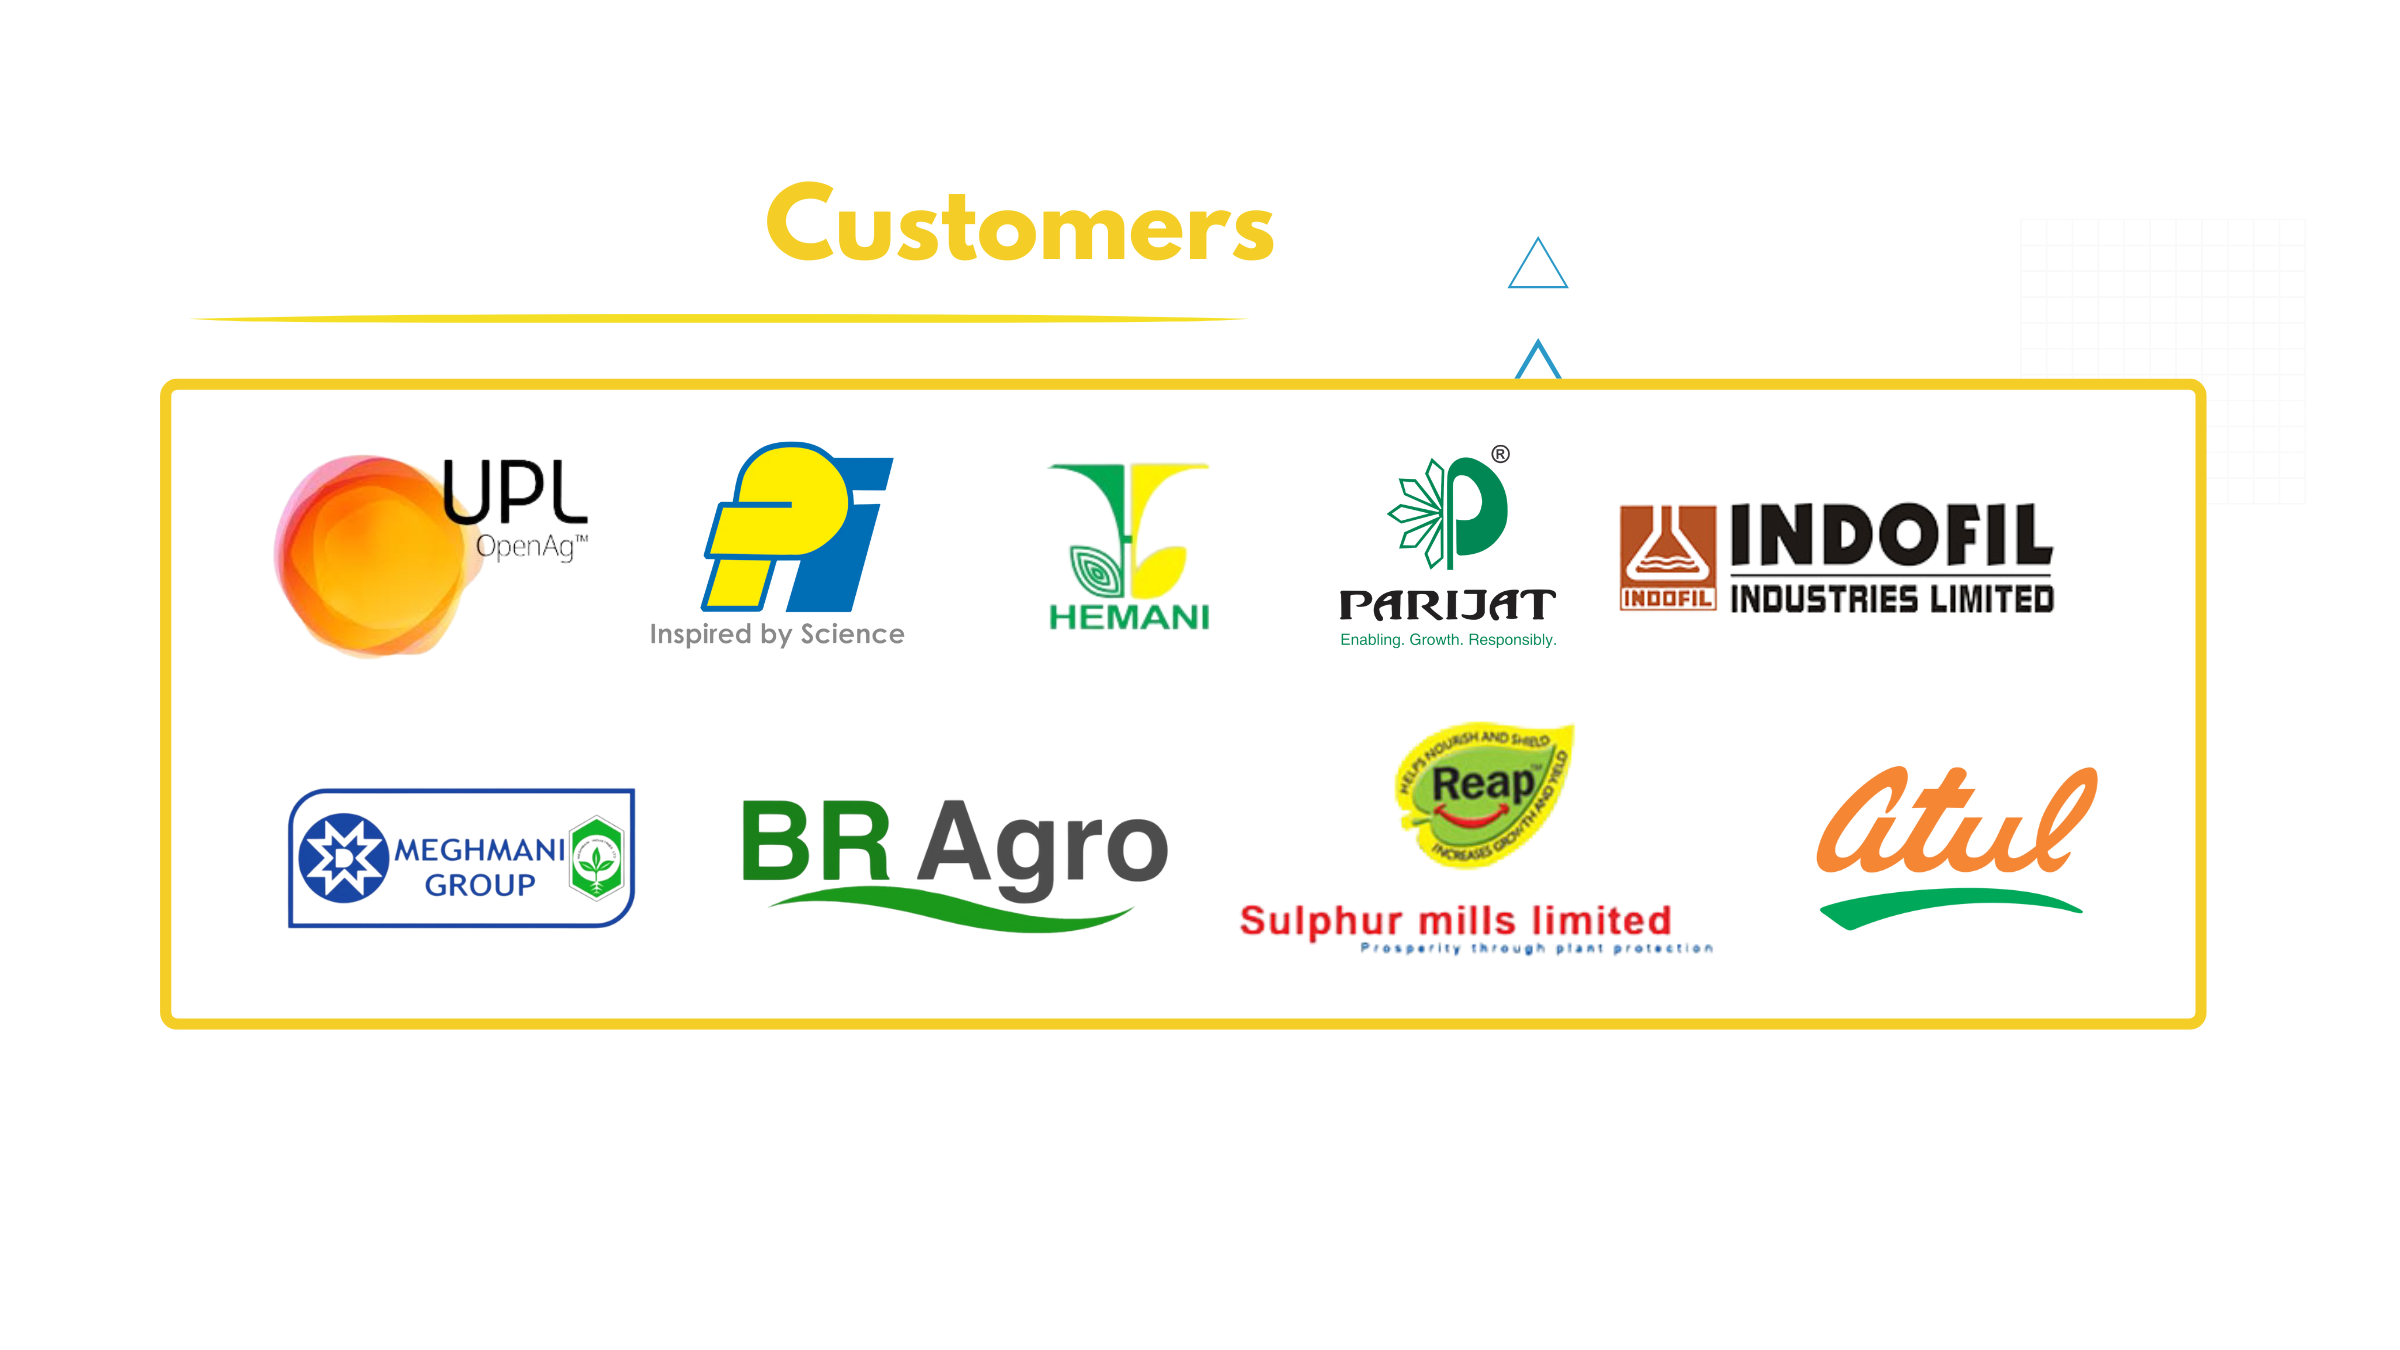 Customers
UPL
OpenAg™
PI
Inspired by Science
HEMANI
®
PARIJAT
Enabling. Growth. Responsibly.
INDOFIL
INDOFIL
INDUSTRIES LIMITED
MEGHMANI
GROUP
BR Agro
HELPS NOURISH AND SHIELD
Reap™
INCREASES GROWTH AND YIELD
Sulphur mills limited
Prosperity through plant protection
atul